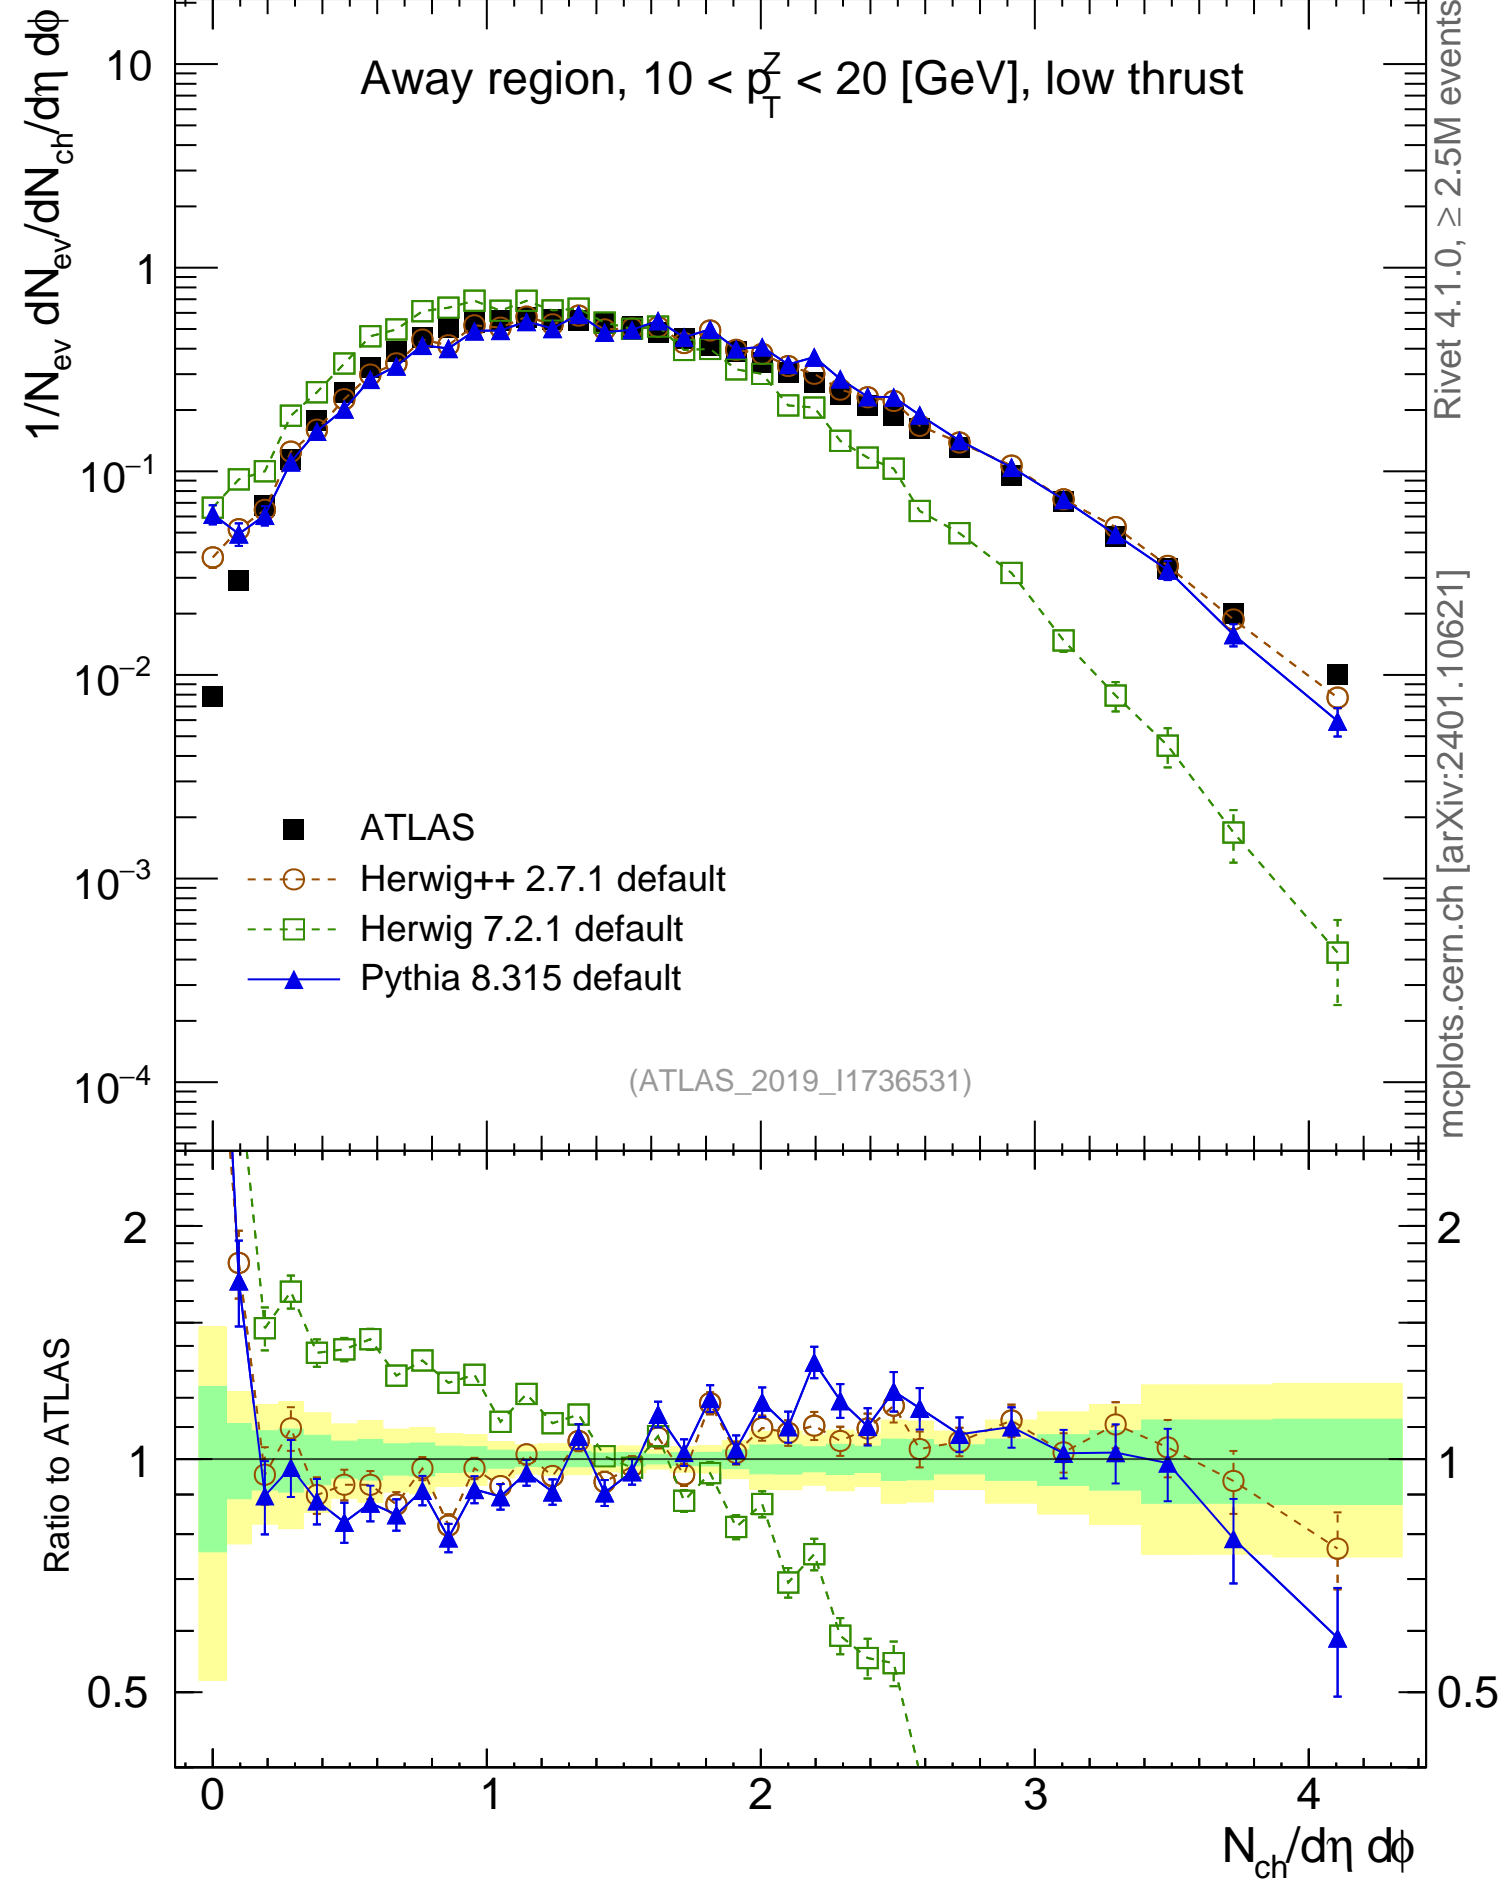 1/N_ev dN_ev/dN_ch/dη dϕ
Away region, 10 < p_T^Z < 20 [GeV], low thrust
10
1
10^−1
10^−2
10^−3
10^−4
ATLAS
Herwig++ 2.7.1 default
Herwig 7.2.1 default
Pythia 8.315 default
(ATLAS_2019_I1736531)
Rivet 4.1.0, ≥ 2.5M events
mcplots.cern.ch [arXiv:2401.10621]
Ratio to ATLAS
2
1
0.5
2
1
0.5
0 1 2 3 4
N_ch/dη dϕ